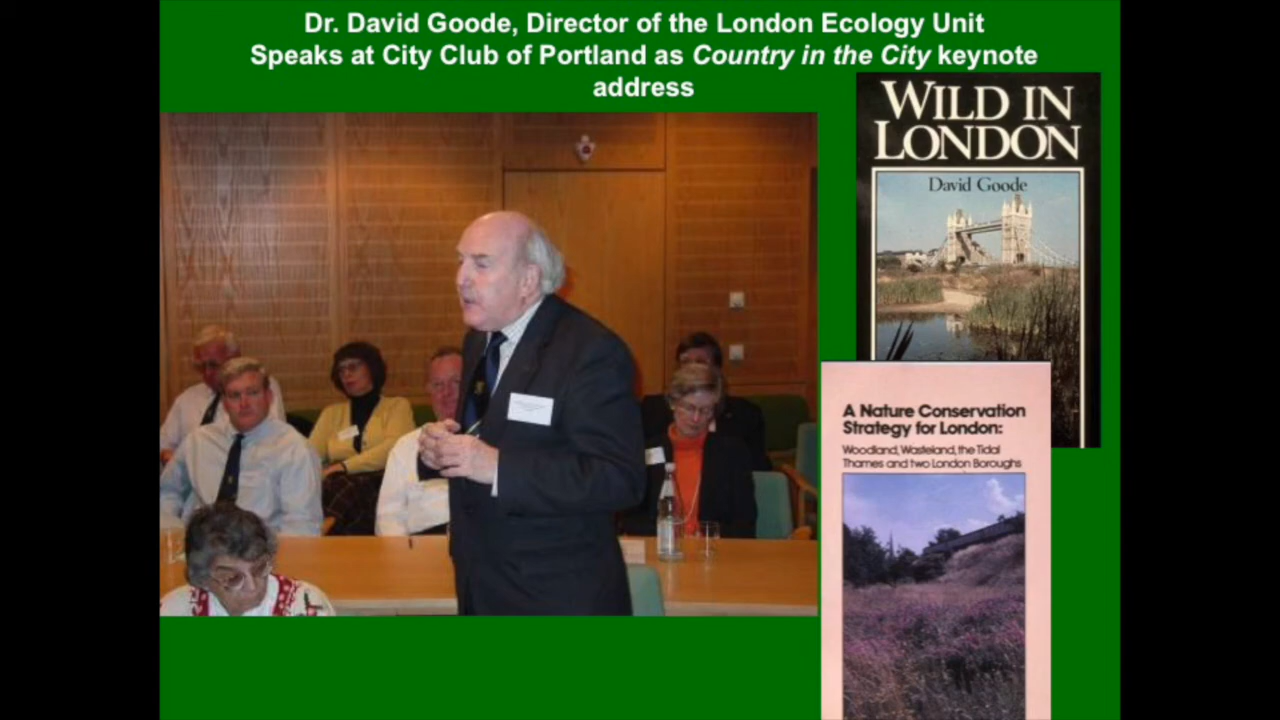 Dr. David Goode, Director of the London Ecology Unit
Speaks at City Club of Portland as Country in the City keynote
address
WILD IN
LONDON
David Goode
A Nature Conservation
Strategy for London:
Woodland, Wasteland, the Tidal
Thames and two London Boroughs